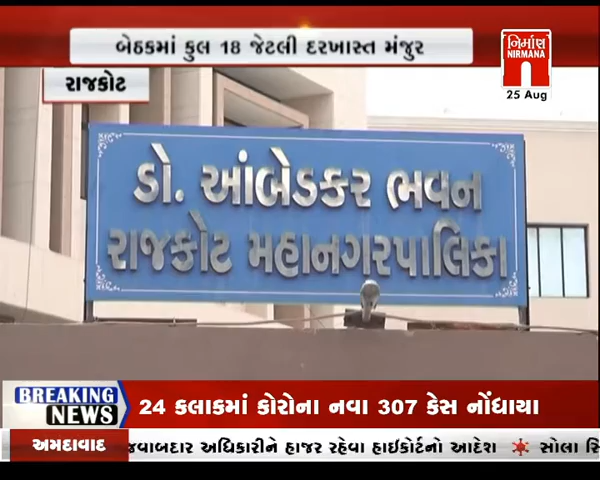 બેઠકમાં કુલ 18 જેટલી દરખાસ્ત મંજુર
નિર્માણ
NIRMANA
25 Aug
રાજકોટ
ડો. આંબેડકર ભવન
રાજકોટ મહાનગરપાલિકા
BREAKING NEWS
24 કલાકમાં કોરોના નવા 307 કેસ નોંધાયા
અમદાવાદ
જવાબદાર અધિકારીને હાજર રહેવા હાઈકોર્ટનો આદેશ
સોલા સિ